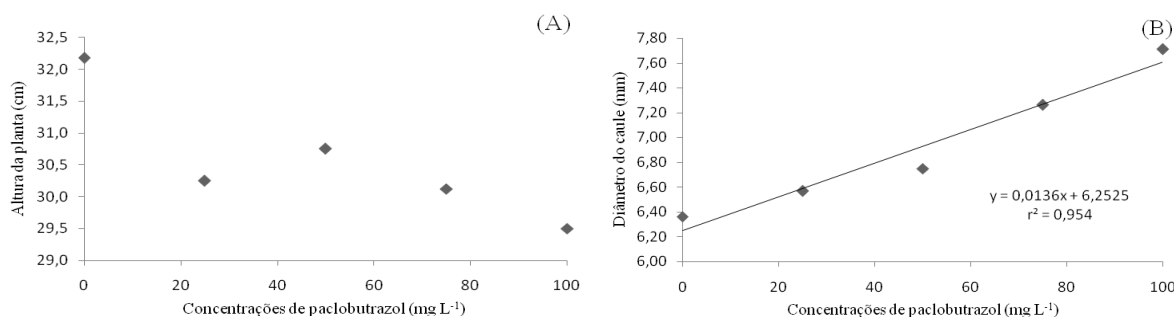 (A)
32,5
32,0
31,5
31,0
30,5
30,0
29,5
29,0
Altura da planta (cm)
0 20 40 60 80 100
Concentrações de paclobutrazol (mg L⁻¹)
(B)
7,80
7,60
7,40
7,20
7,00
6,80
6,60
6,40
6,20
6,00
Diâmetro do caule (mm)
y = 0,0136x + 6,2525
r² = 0,954
0 20 40 60 80 100
Concentrações de paclobutrazol (mg L⁻¹)